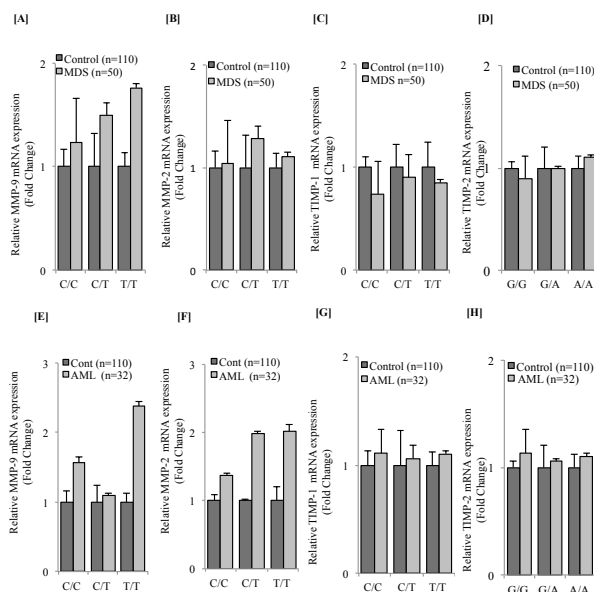 [A]
Relative MMP-9 mRNA expression
(Fold Change)
2
1
0
Control (n=110)
MDS (n=50)
C/C C/T T/T
[B]
Relative MMP-2 mRNA expression
(Fold Change)
2
1
0
Control (n=110)
MDS (n=50)
C/C C/T T/T
[C]
Relative TIMP-1 mRNA expression
(Fold Change)
2
1
0
Control (n=110)
MDS n=50)
C/C C/T T/T
[D]
Relative TIMP-2 mRNA expression
(Fold Change)
2
1
0
Control (n=110)
MDS (n=50)
G/G G/A A/A
[E]
Relative MMP-9 mRNA expression
(Fold Change)
3
2
1
0
Cont (n=110)
AML (n=32)
C/C C/T T/T
[F]
Relative MMP-2 mRNA expression
(Fold Change)
3
2
1
0
Cont (n=110)
AML (n=32)
C/C C/T T/T
[G]
Relative TIMP-1 mRNA expression
(Fold Change)
2
1
0
Control (n=110)
AML (n=32)
C/C C/T T/T
[H]
Relative TIMP-2 mRNA expression
(Fold Change)
2
1
0
Control (n=110)
AML (n=32)
G/G G/A A/A